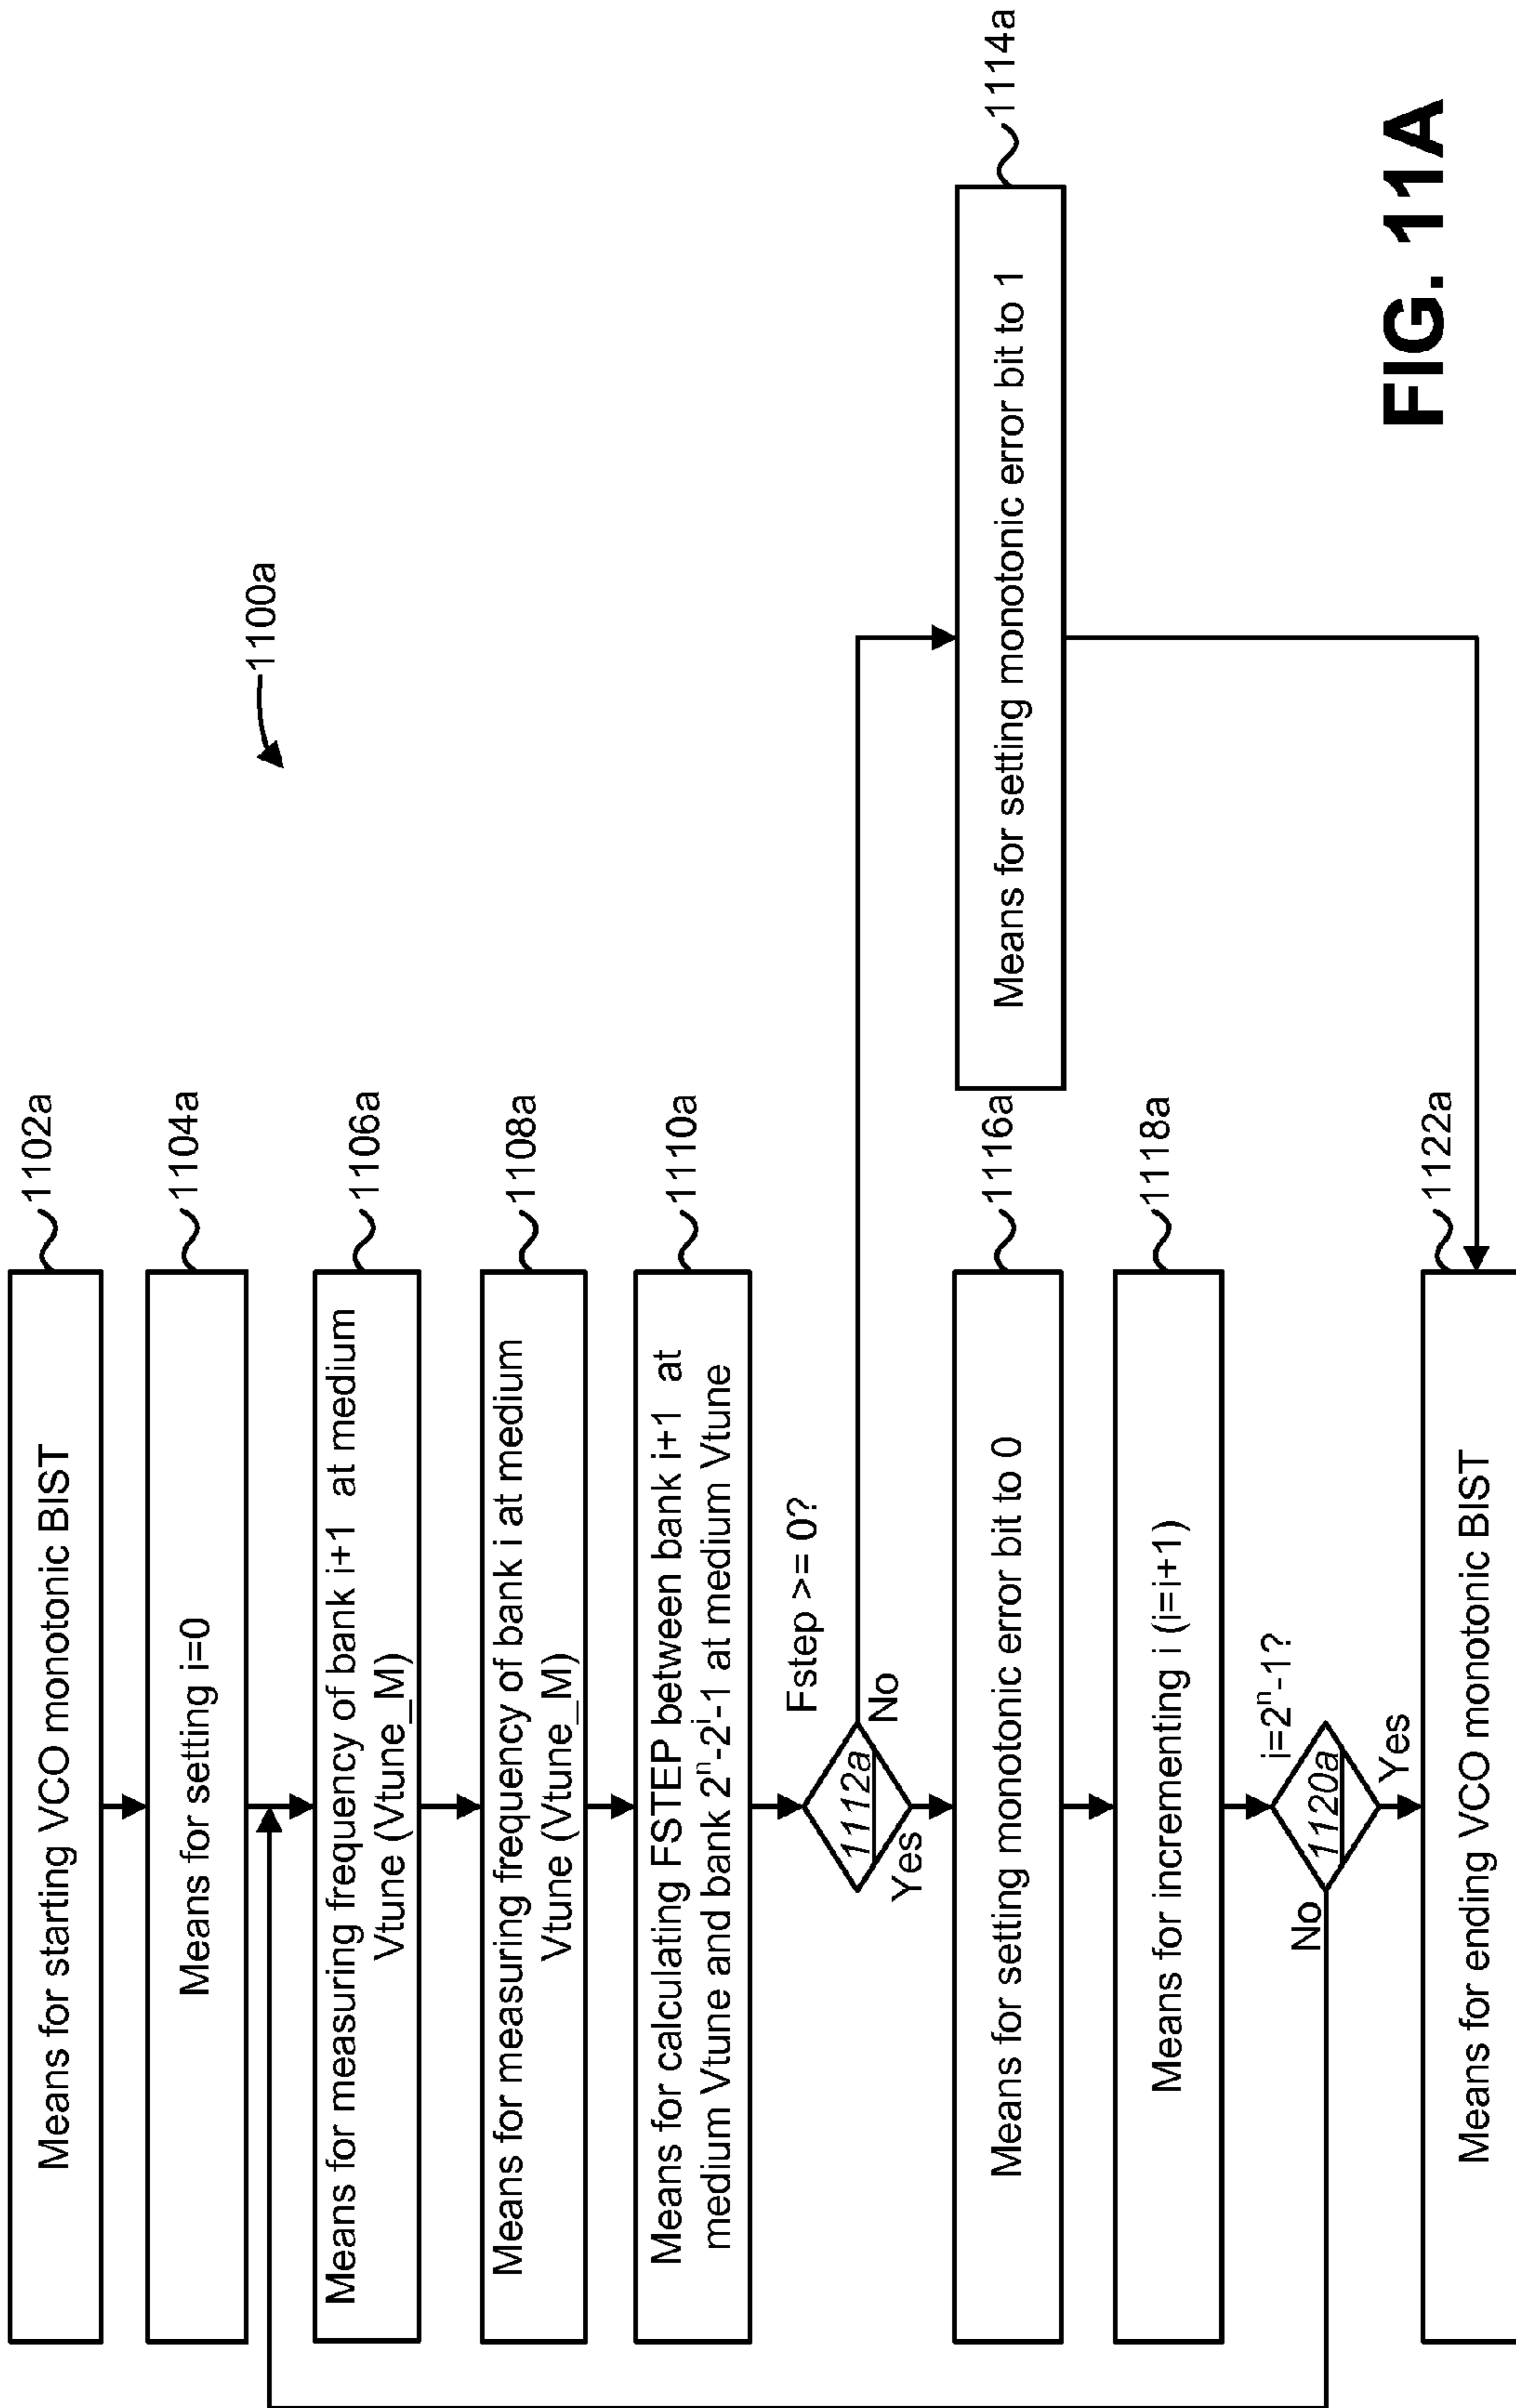 1100a
Means for starting VCO monotonic BIST
1102a
Means for setting i=0
1104a
Means for measuring frequency of bank i+1 at medium
Vtune (Vtune_M)
1106a
Means for measuring frequency of bank i at medium
Vtune (Vtune_M)
1108a
Means for calculating FSTEP between bank i+1 at
medium Vtune and bank 2ⁿ-2ⁱ-1 at medium Vtune
1110a
Fstep >= 0?
1112a
No
Yes
Means for setting monotonic error bit to 1
1114a
Means for setting monotonic error bit to 0
1116a
Means for incrementing i (i=i+1)
1118a
i=2ⁿ-1?
1120a
No
Yes
Means for ending VCO monotonic BIST
1122a
FIG. 11A